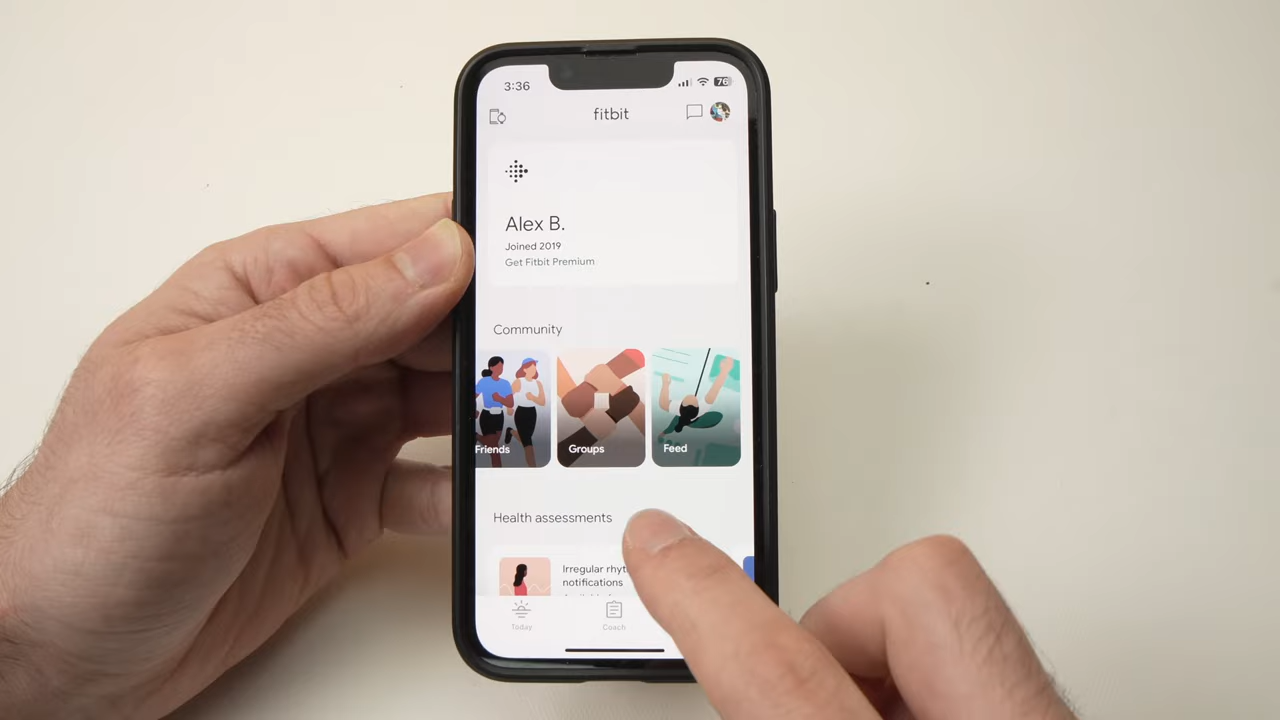 3:36
76
fitbit
Alex B.
Joined 2019
Get Fitbit Premium
Community
Friends
Groups
Feed
Health assessments
Irregular
notifications
Today
Coach